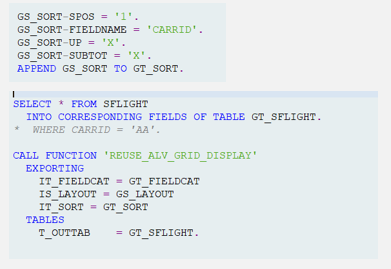 GS_SORT-SPOS = '1'.
GS_SORT-FIELDNAME = 'CARRID'.
GS_SORT-UP = 'X'.
GS_SORT-SUBTOT = 'X'.
APPEND GS_SORT TO GT_SORT.
SELECT * FROM SFLIGHT
INTO CORRESPONDING FIELDS OF TABLE GT_SFLIGHT.
* WHERE CARRID = 'AA'.
CALL FUNCTION 'REUSE_ALV_GRID_DISPLAY'
EXPORTING
IT_FIELDCAT = GT_FIELDCAT
IS_LAYOUT = GS_LAYOUT
IT_SORT = GT_SORT
TABLES
T_OUTTAB = GT_SFLIGHT.